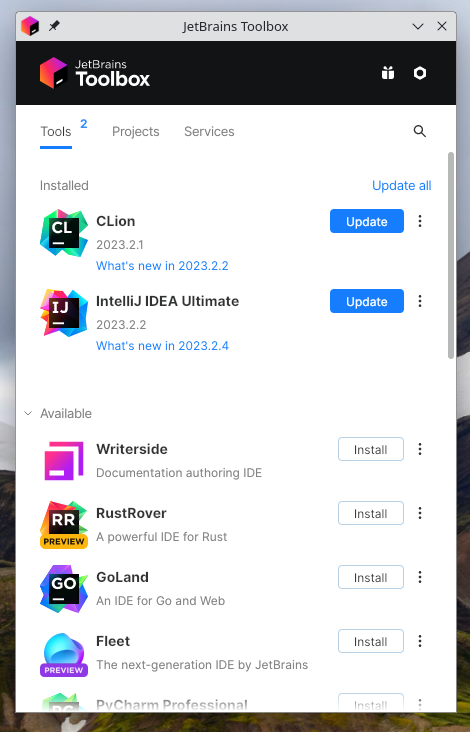 JetBrains Toolbox
JetBrains
Toolbox
Tools 2 Projects Services
Installed Update all
CL
CLion Update
2023.2.1
What's new in 2023.2.2
IJ
IntelliJ IDEA Ultimate Update
2023.2.2
What's new in 2023.2.4
Available
Writerside Install
Documentation authoring IDE
RR
PREVIEW
RustRover Install
A powerful IDE for Rust
GO
GoLand Install
An IDE for Go and Web
PREVIEW
Fleet Install
The next-generation IDE by JetBrains
PyCharm Professional Install